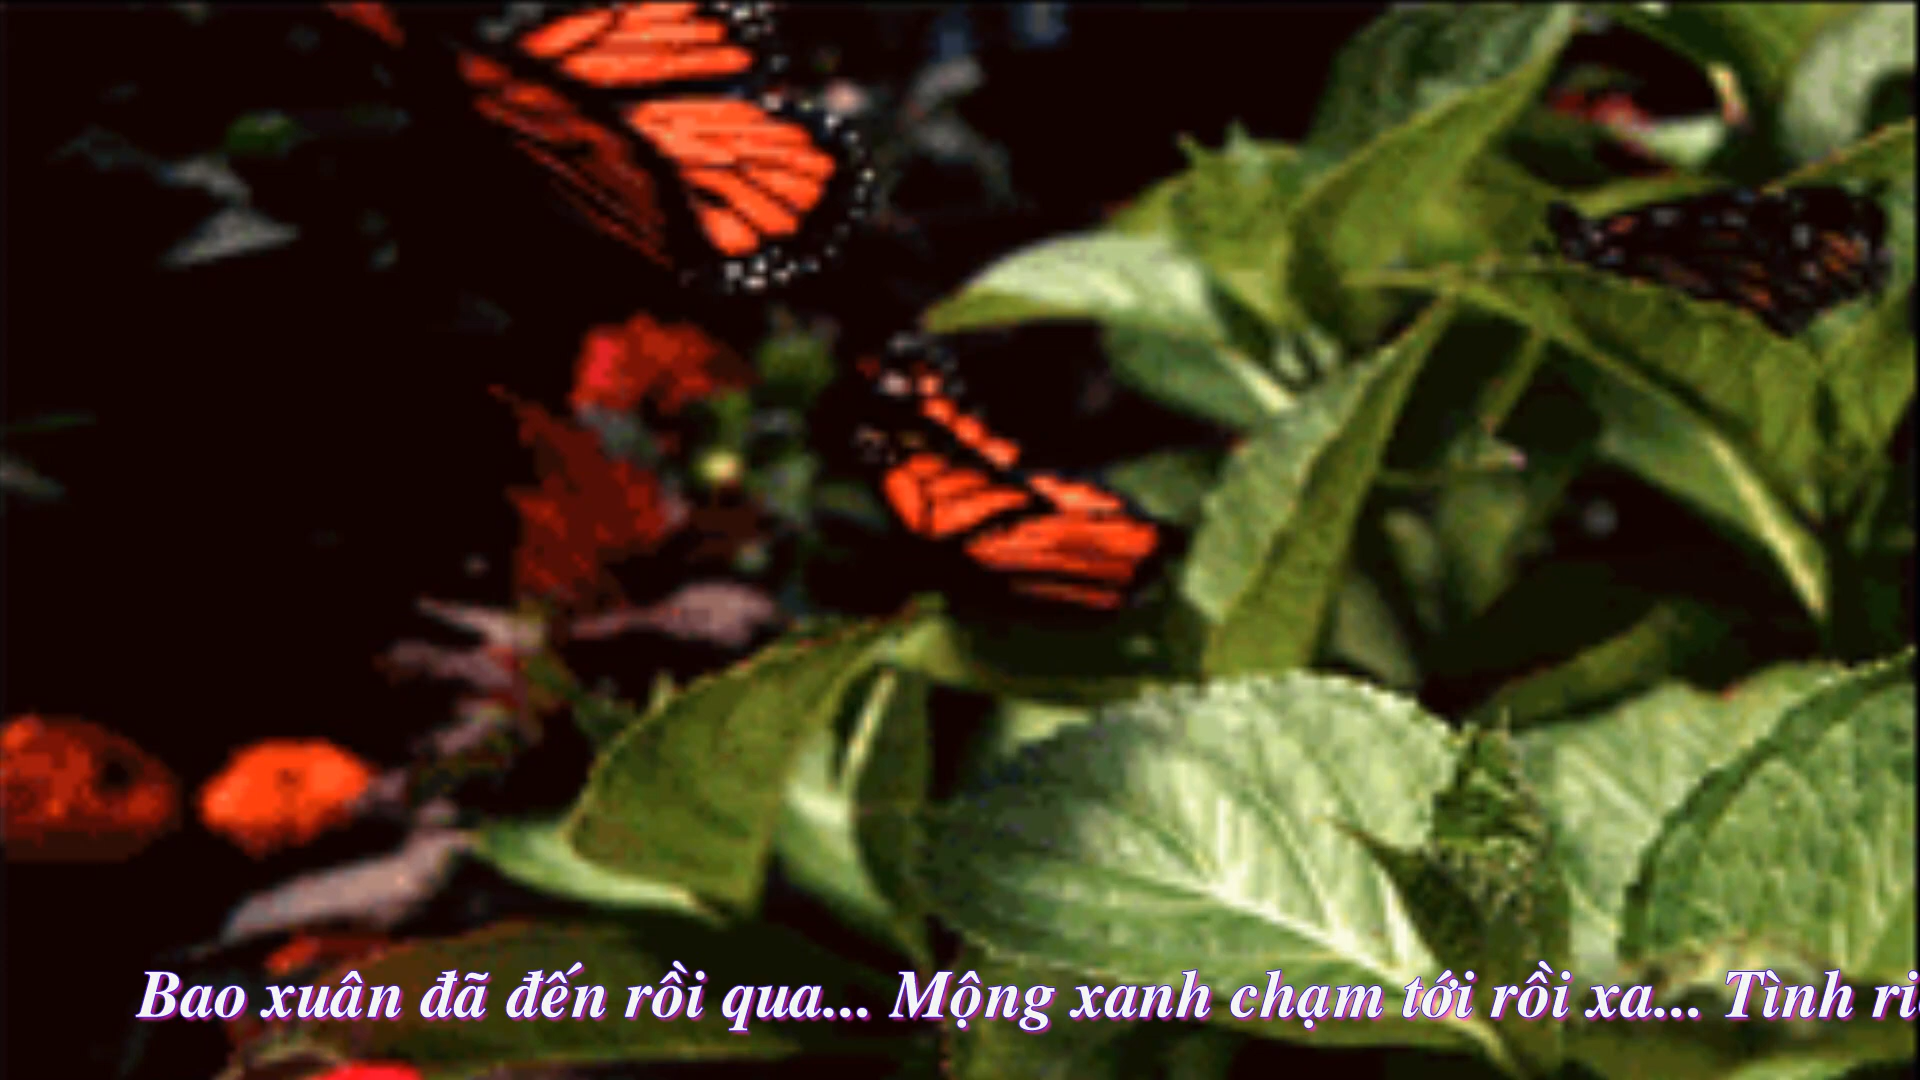 Bao xuân đã đến rồi qua... Mộng xanh chạm tới rồi xa... Tình